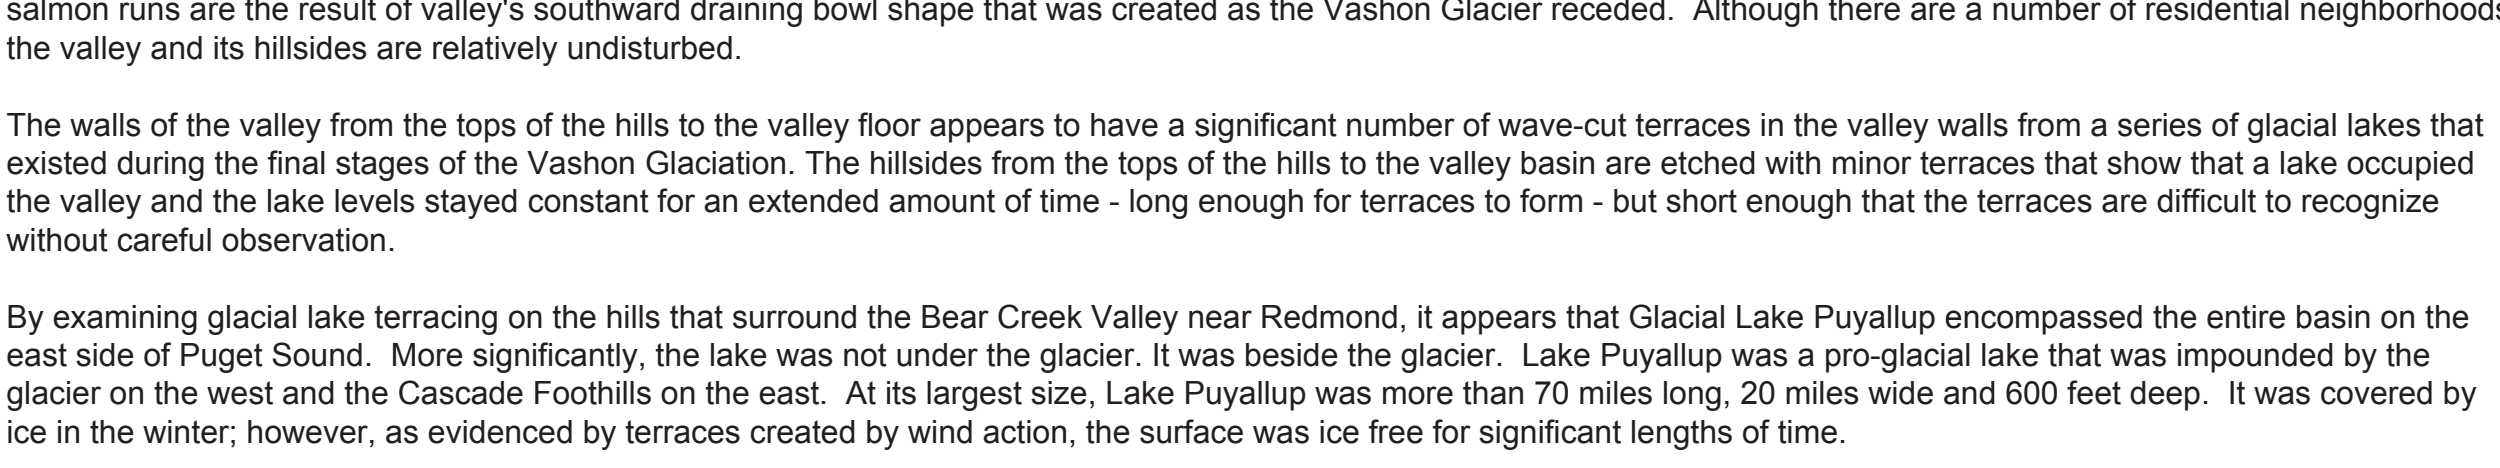 salmon runs are the result of valley's southward draining bowl shape that was created as the Vashon Glacier receded.  Although there are a number of residential neighborhoods
the valley and its hillsides are relatively undisturbed.
The walls of the valley from the tops of the hills to the valley floor appears to have a significant number of wave-cut terraces in the valley walls from a series of glacial lakes that
existed during the final stages of the Vashon Glaciation. The hillsides from the tops of the hills to the valley basin are etched with minor terraces that show that a lake occupied
the valley and the lake levels stayed constant for an extended amount of time - long enough for terraces to form - but short enough that the terraces are difficult to recognize
without careful observation.
By examining glacial lake terracing on the hills that surround the Bear Creek Valley near Redmond, it appears that Glacial Lake Puyallup encompassed the entire basin on the
east side of Puget Sound.  More significantly, the lake was not under the glacier. It was beside the glacier.  Lake Puyallup was a pro-glacial lake that was impounded by the
glacier on the west and the Cascade Foothills on the east.  At its largest size, Lake Puyallup was more than 70 miles long, 20 miles wide and 600 feet deep.  It was covered by
ice in the winter; however, as evidenced by terraces created by wind action, the surface was ice free for significant lengths of time.